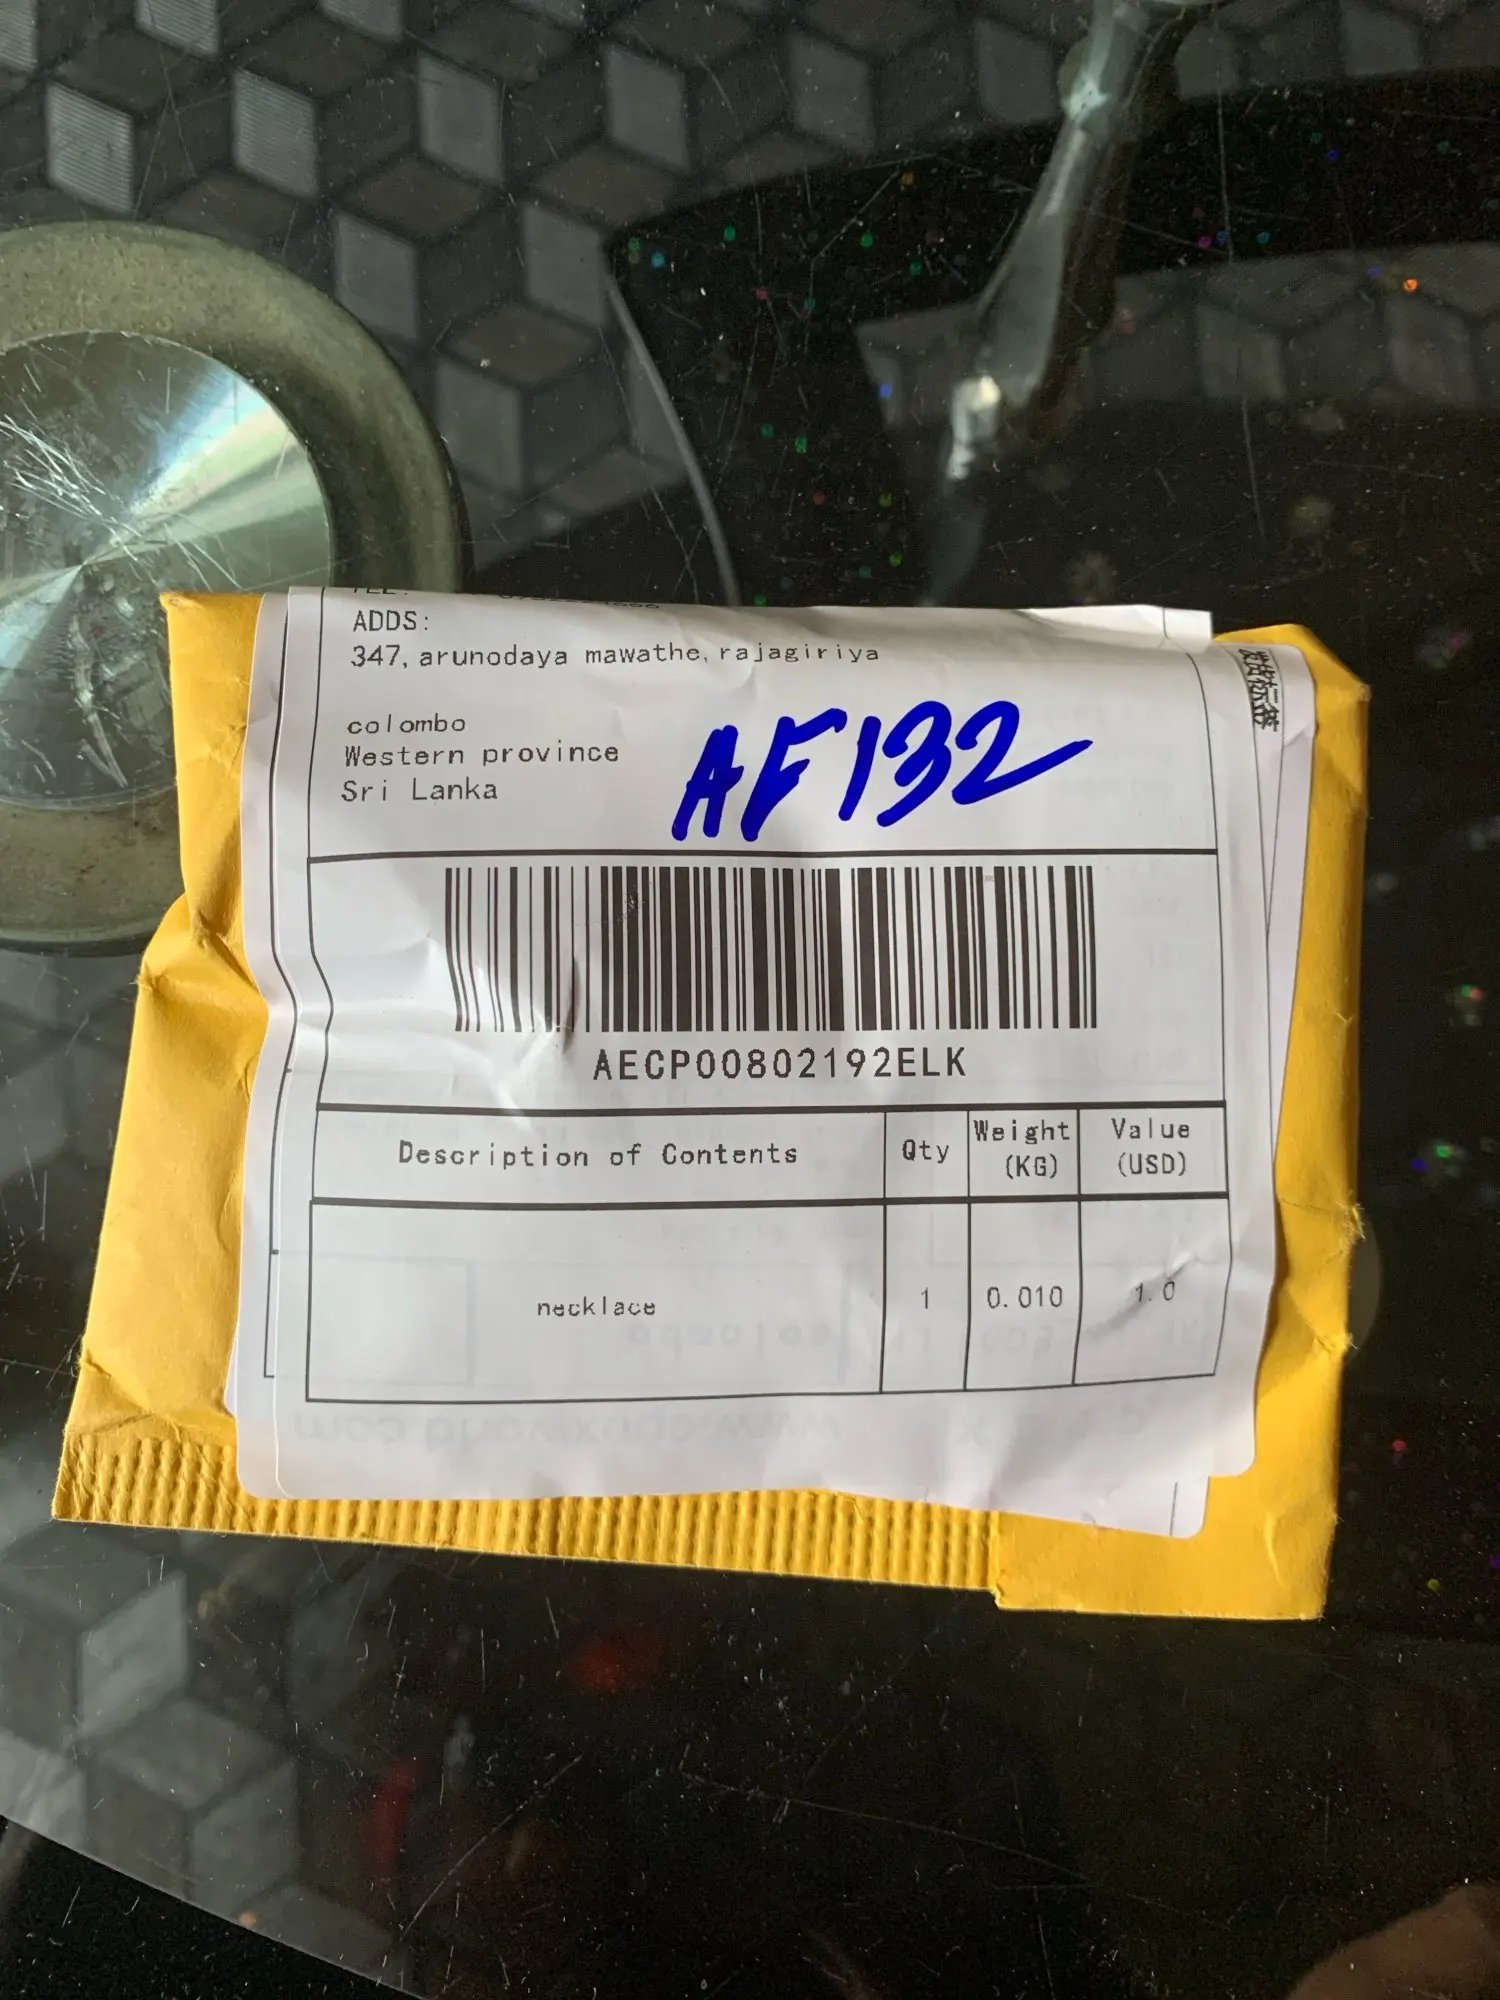 ADDS:
347, arunodaya mawathe, rajagiriya
colombo
Western province
Sri Lanka
AF132
AECP00802192ELK
Description of Contents
Qty
Weight
(KG)
Value
(USD)
necklace
1
0.010
1.0